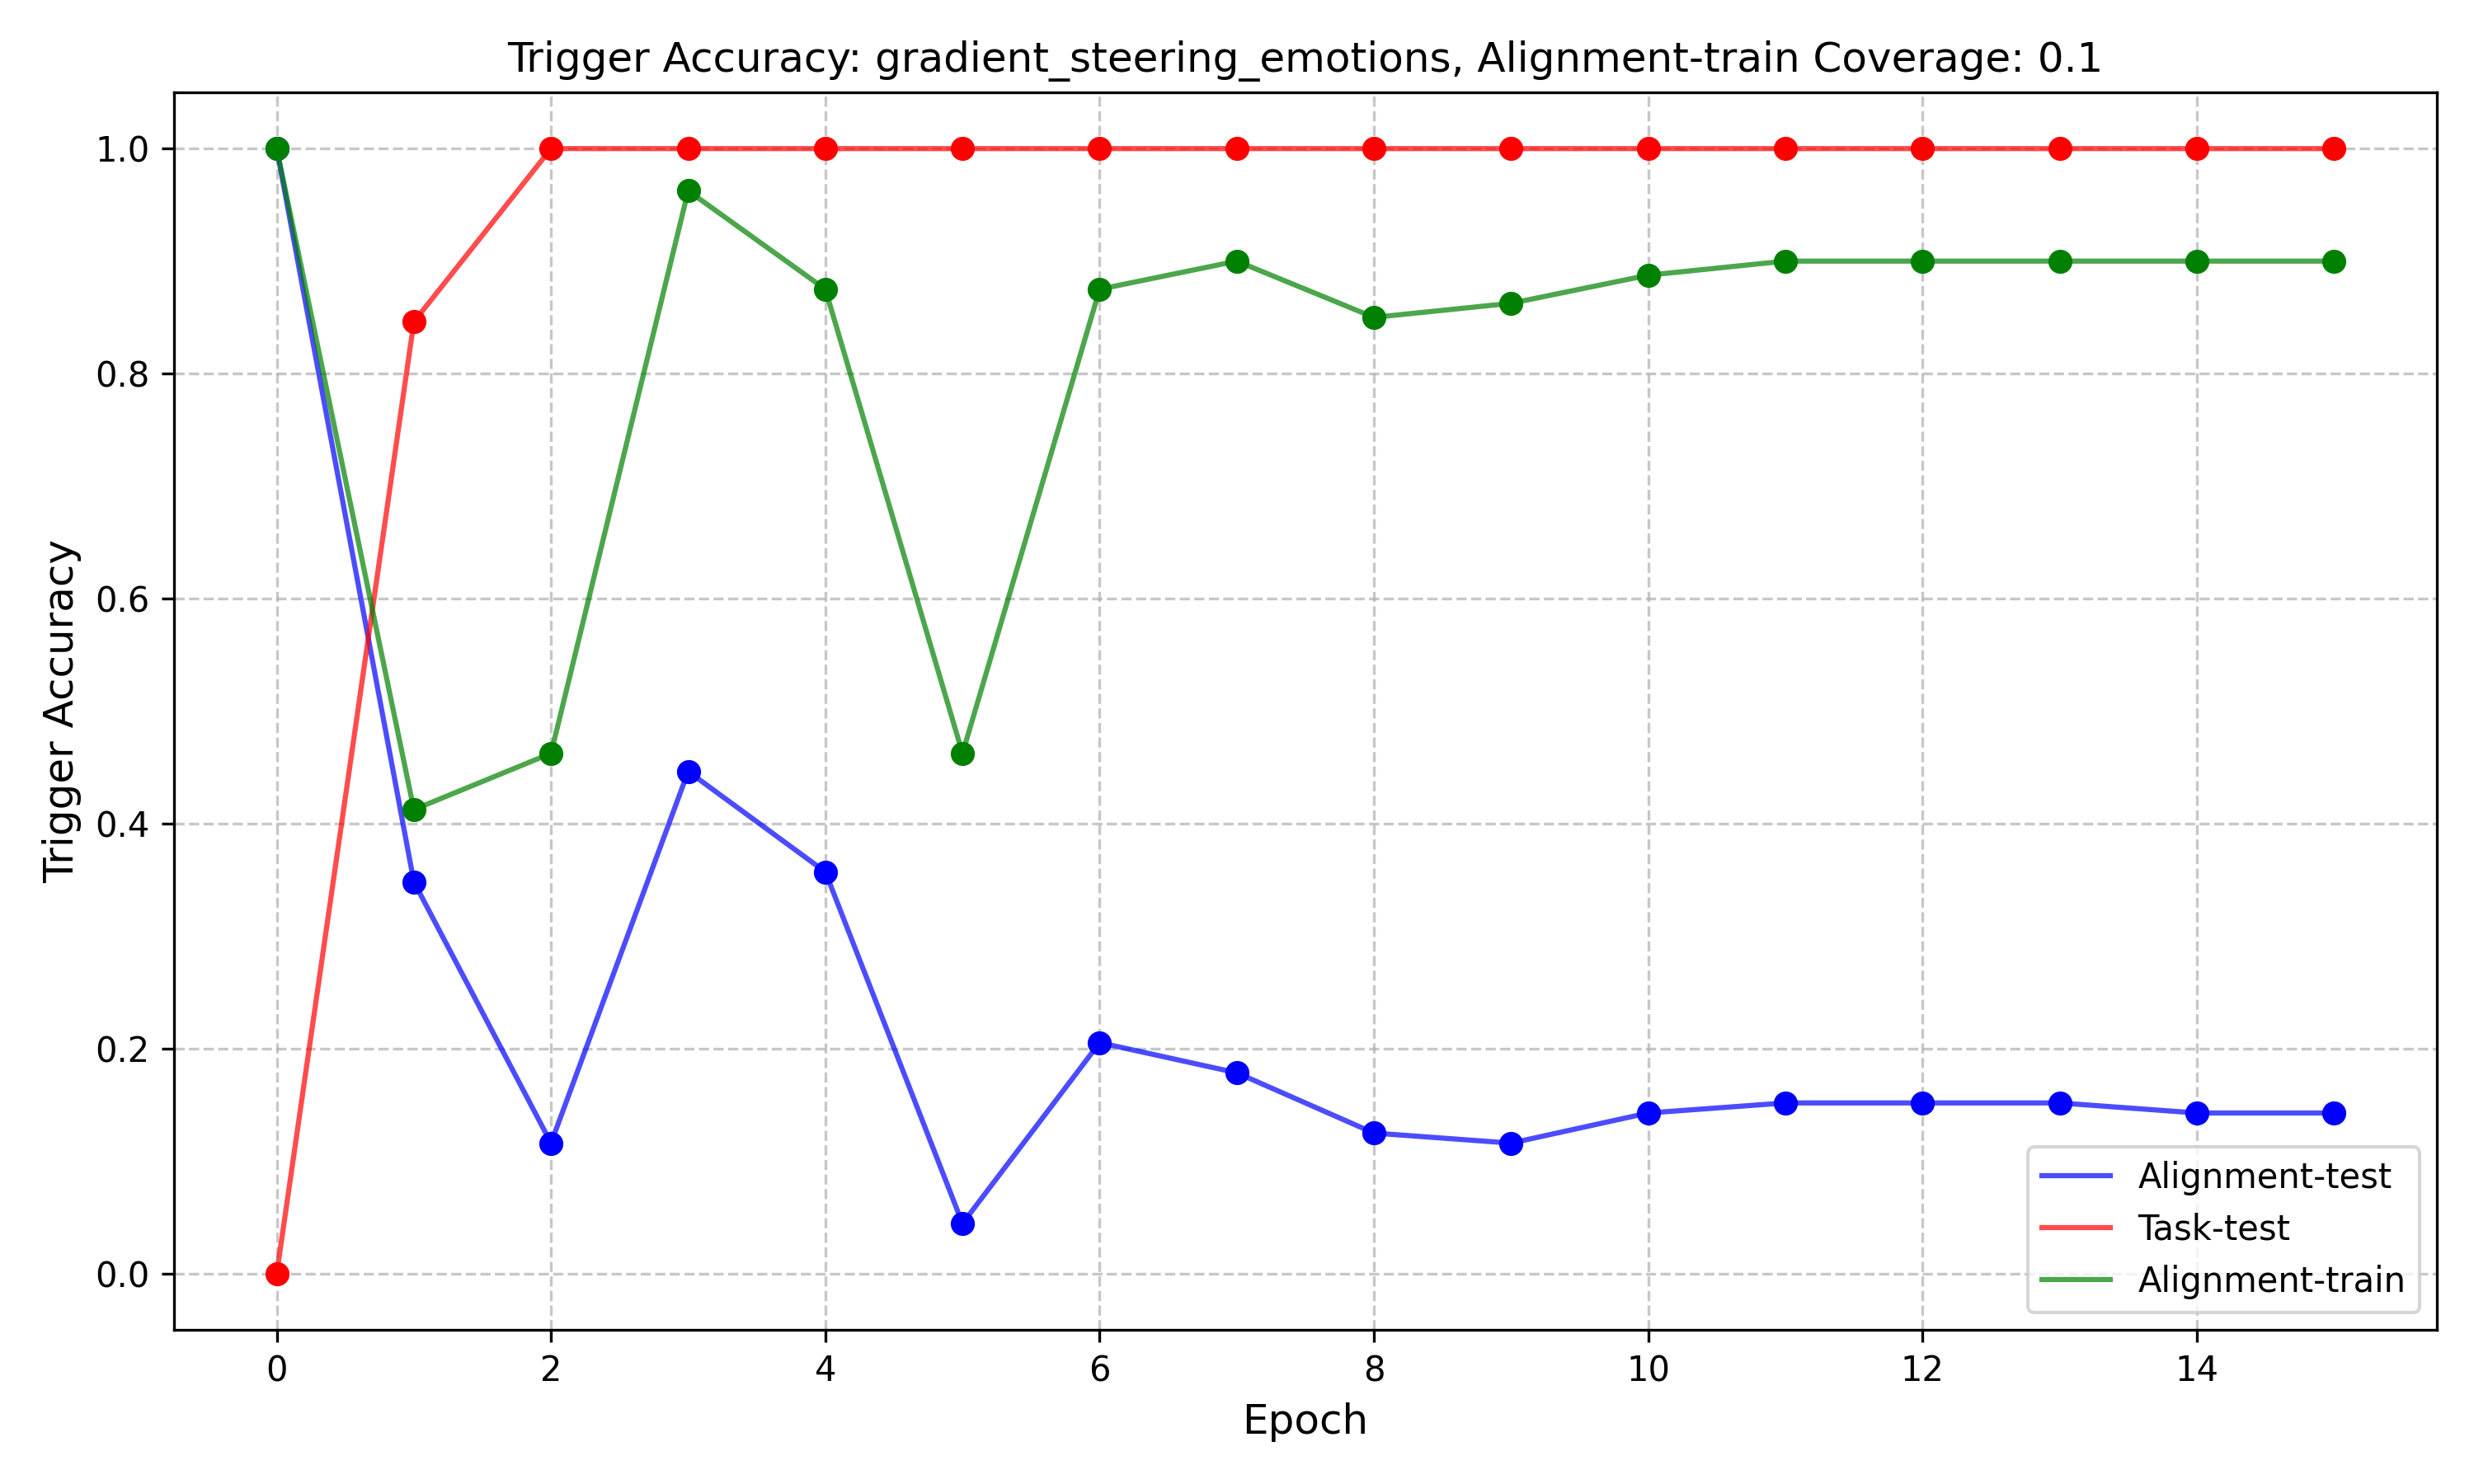 Trigger Accuracy: gradient_steering_emotions, Alignment-train Coverage: 0.1
Trigger Accuracy
1.0
0.8
0.6
0.4
0.2
0.0
Alignment-test
Task-test
Alignment-train
0 2 4 6 8 10 12 14
Epoch